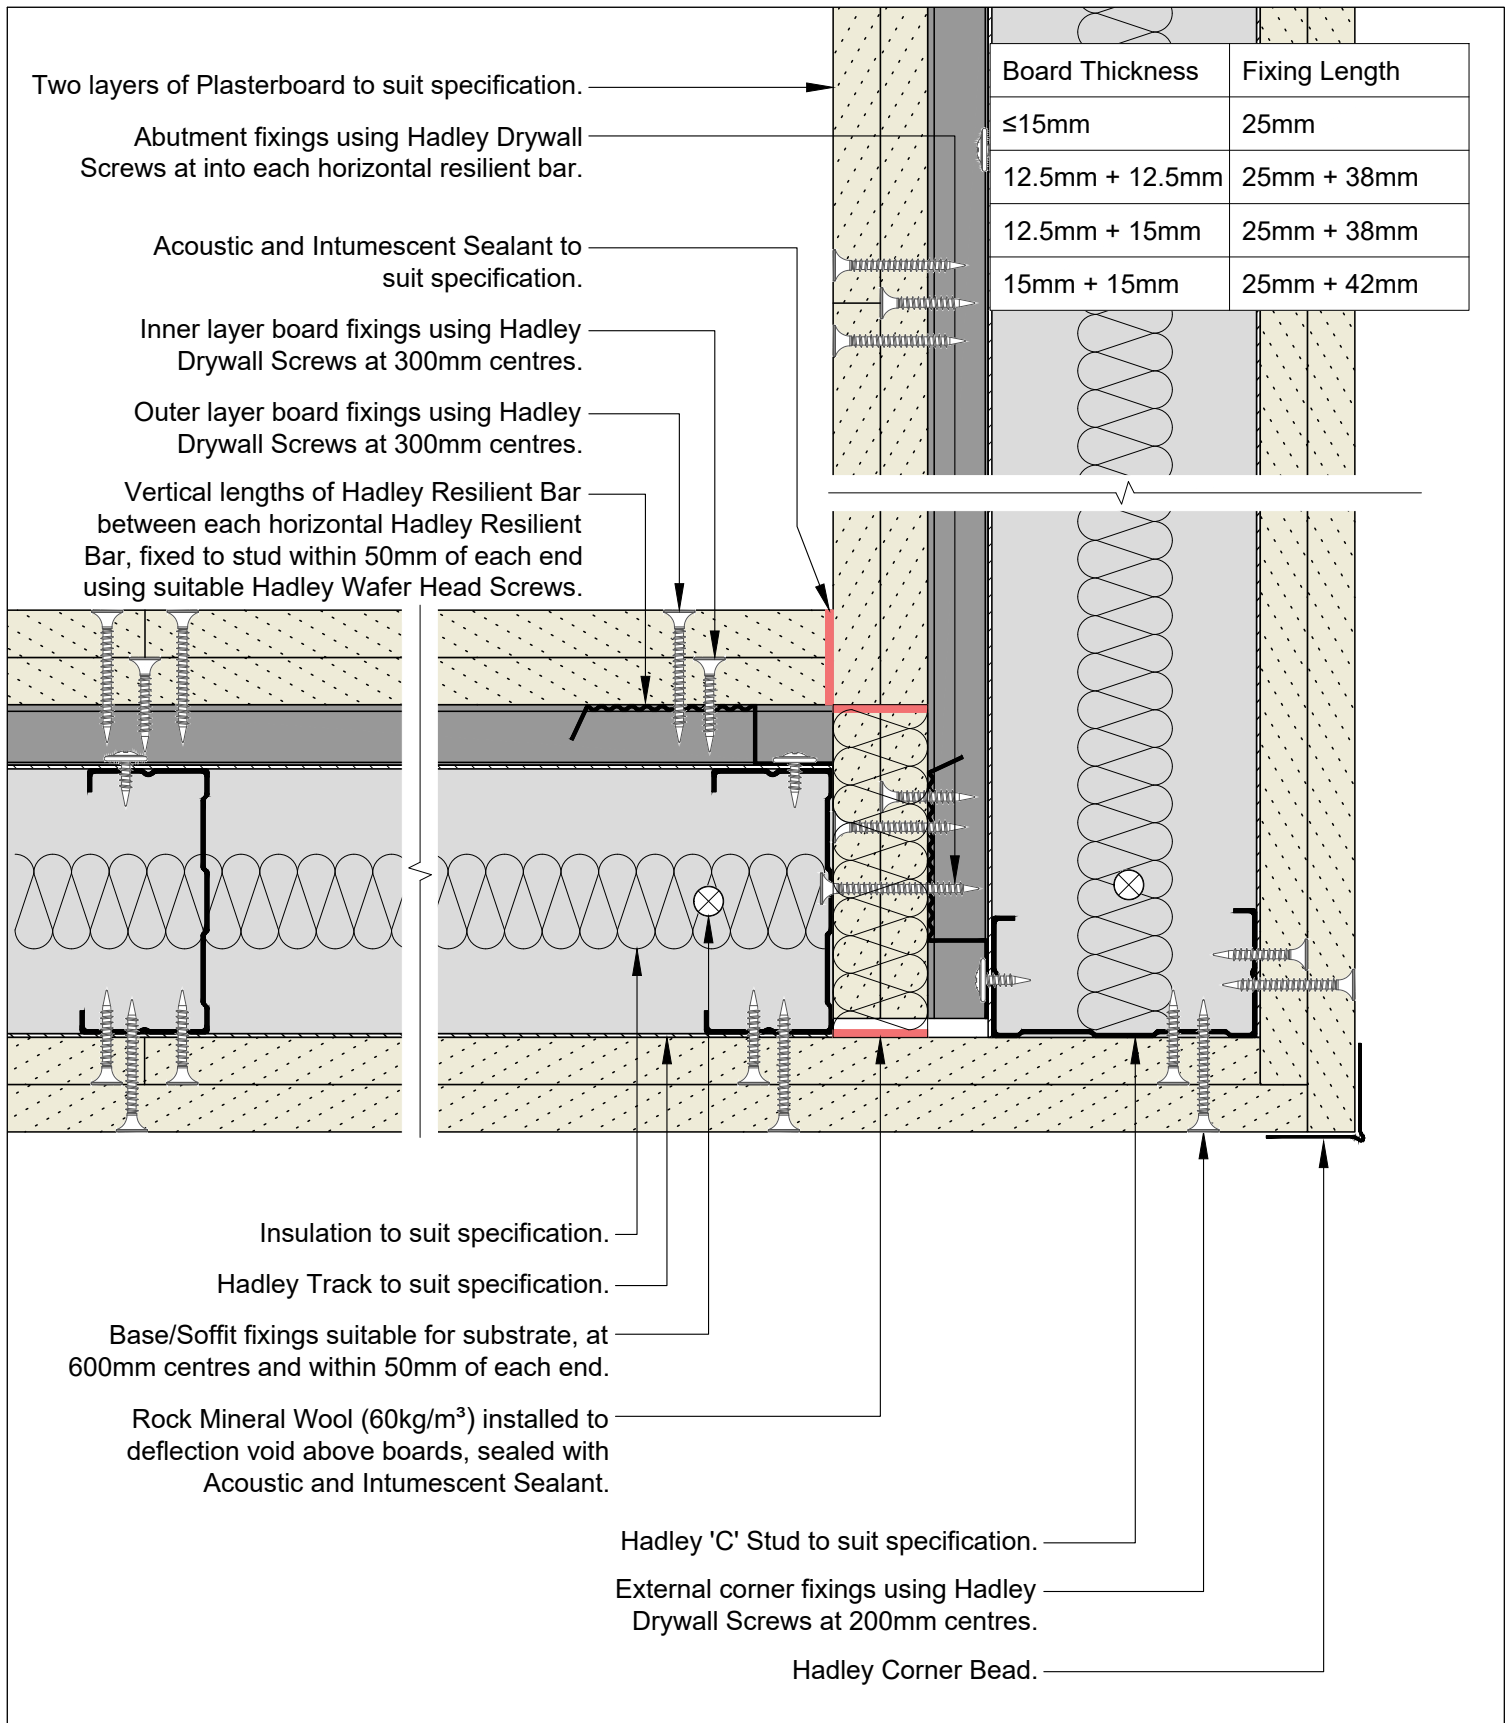 Two layers of Plasterboard to suit specification.
Abutment fixings using Hadley Drywall
Screws at into each horizontal resilient bar.
Acoustic and Intumescent Sealant to
suit specification.
Inner layer board fixings using Hadley
Drywall Screws at 300mm centres.
Outer layer board fixings using Hadley
Drywall Screws at 300mm centres.
Vertical lengths of Hadley Resilient Bar
between each horizontal Hadley Resilient
Bar, fixed to stud within 50mm of each end
using suitable Hadley Wafer Head Screws.
Board Thickness Fixing Length
≤15mm 25mm
12.5mm + 12.5mm 25mm + 38mm
12.5mm + 15mm 25mm + 38mm
15mm + 15mm 25mm + 42mm
Insulation to suit specification.
Hadley Track to suit specification.
Base/Soffit fixings suitable for substrate, at
600mm centres and within 50mm of each end.
Rock Mineral Wool (60kg/m³) installed to
deflection void above boards, sealed with
Acoustic and Intumescent Sealant.
Hadley 'C' Stud to suit specification.
External corner fixings using Hadley
Drywall Screws at 200mm centres.
Hadley Corner Bead.